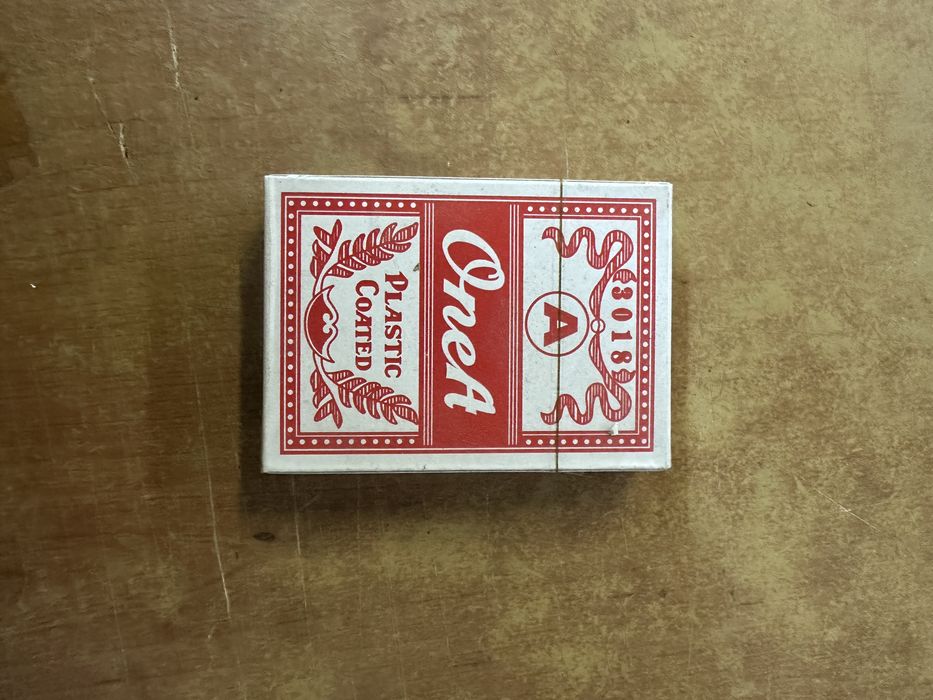 3018
A
OneA
PLASTIC
COATED